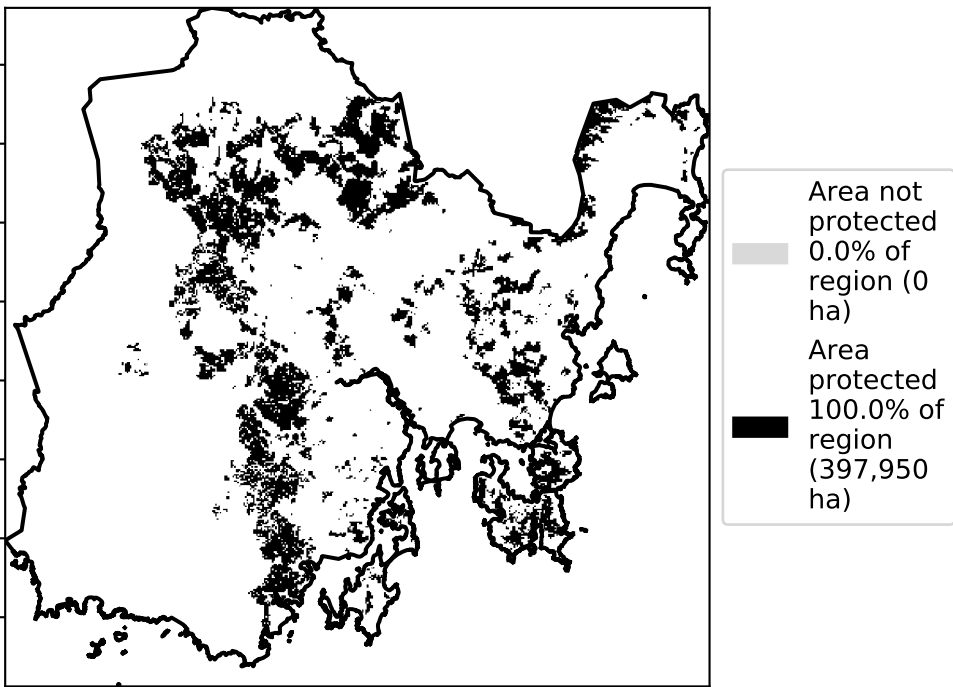 Area not
protected
0.0% of
region (0
ha)
Area
protected
100.0% of
region
(397,950
ha)